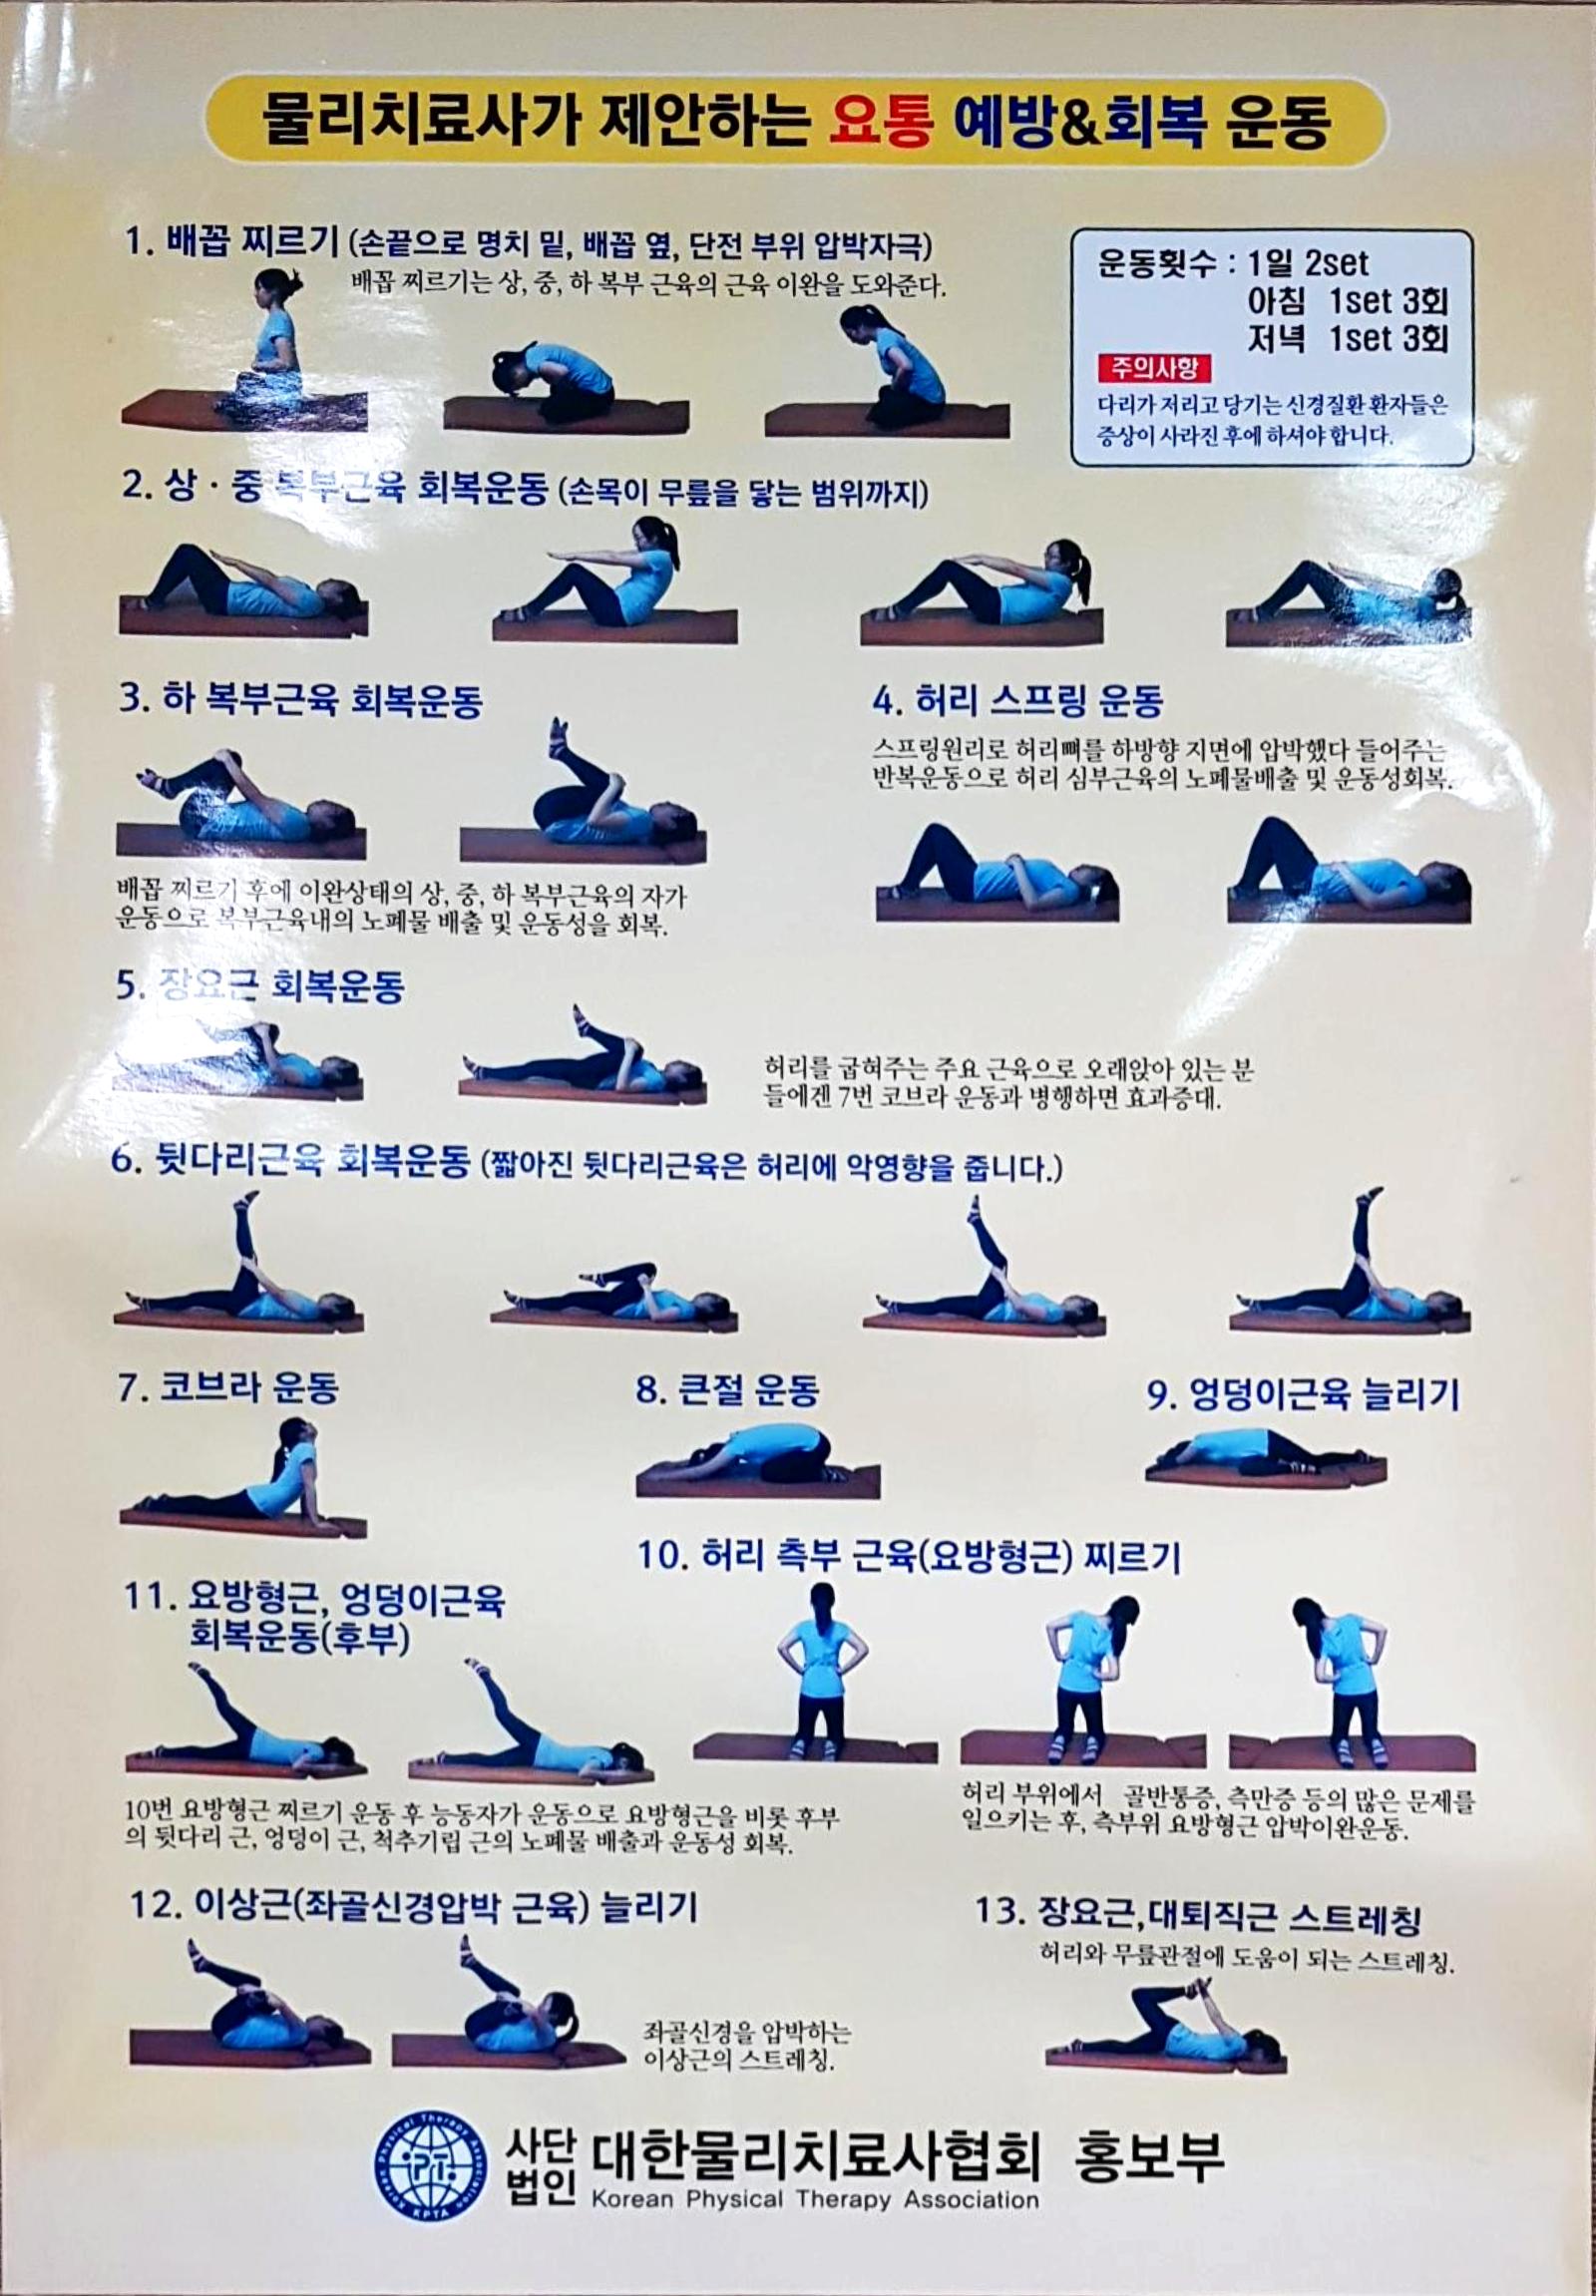 물리치료사가 제안하는 요통 예방&회복 운동
1. 배꼽 찌르기 (손끝으로 명치 밑, 배꼽 옆, 단전 부위 압박자극)
배꼽 찌르기는 상, 중, 하 복부 근육의 근육 이완을 도와준다.
운동횟수 : 1일 2set
아침 1set 3회
저녁 1set 3회
주의사항
다리가 저리고 당기는 신경질환 환자들은
증상이 사라진 후에 하셔야 합니다.
2. 상 · 중 복부근육 회복운동 (손목이 무릎을 닿는 범위까지)
3. 하 복부근육 회복운동
배꼽 찌르기 후에 이완상태의 상, 중, 하 복부근육의 자가
운동으로 복부근육내의 노폐물 배출 및 운동성을 회복.
4. 허리 스프링 운동
스프링원리로 허리뼈를 하방향 지면에 압박했다 들어주는
반복운동으로 허리 심부근육의 노폐물배출 및 운동성회복.
5. 장요근 회복운동
허리를 굽혀주는 주요 근육으로 오래앉아 있는 분
들에겐 7번 코브라 운동과 병행하면 효과증대.
6. 뒷다리근육 회복운동 (짧아진 뒷다리근육은 허리에 악영향을 줍니다.)
7. 코브라 운동
8. 큰절 운동
9. 엉덩이근육 늘리기
10. 허리 측부 근육(요방형근) 찌르기
허리 부위에서 골반통증, 측만증 등의 많은 문제를
일으키는 후, 측부위 요방형근 압박이완운동.
11. 요방형근, 엉덩이근육
회복운동(후부)
10번 요방형근 찌르기 운동 후 능동자가 운동으로 요방형근을 비롯 후부
의 뒷다리 근, 엉덩이 근, 척추기립 근의 노폐물 배출과 운동성 회복.
12. 이상근(좌골신경압박 근육) 늘리기
좌골신경을 압박하는
이상근의 스트레칭.
13. 장요근,대퇴직근 스트레칭
허리와 무릎관절에 도움이 되는 스트레칭.
Korean Physical Therapy Association
PT
KPTA
사단
법인
대한물리치료사협회 홍보부
Korean Physical Therapy Association